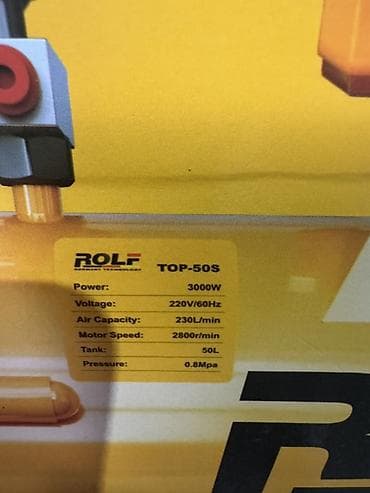 ROLF TOP-50S
GERMANY TECHNOLOGY
Power: 3000W
Voltage: 220V/60Hz
Air Capacity: 230L/min
Motor Speed: 2800r/min
Tank: 50L
Pressure: 0.8Mpa
R